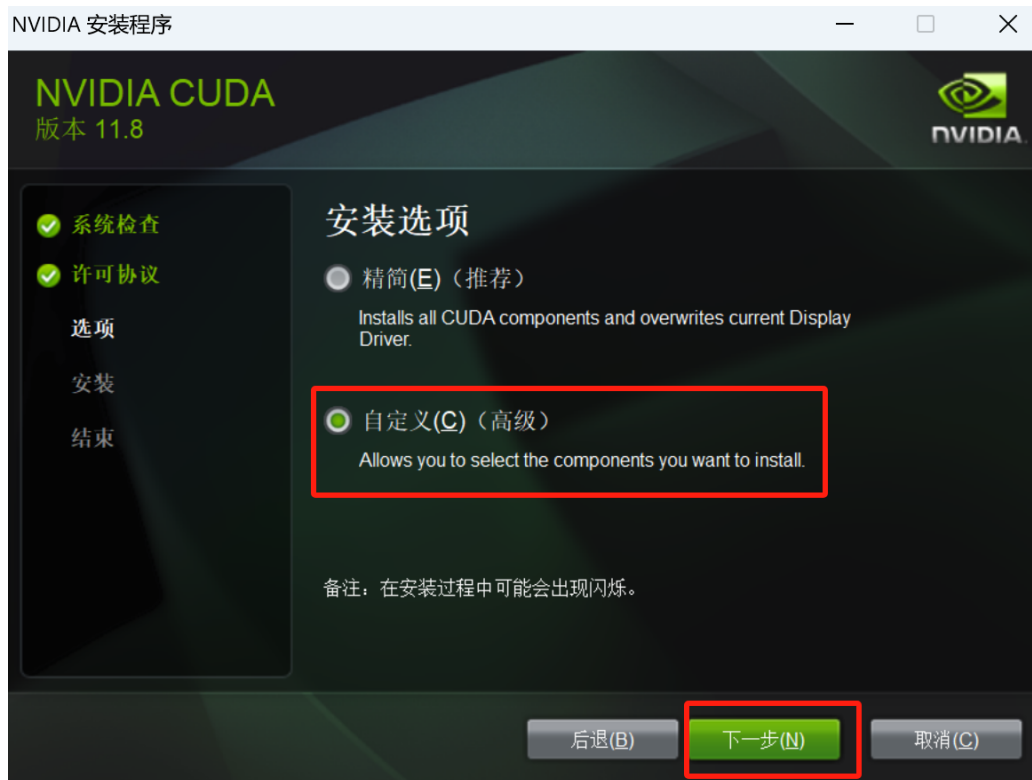 NVIDIA 安装程序
NVIDIA CUDA
版本 11.8
NVIDIA.
系统检查
许可协议
选项
安装
结束
安装选项
精简(E)（推荐）
Installs all CUDA components and overwrites current Display
Driver.
自定义(C)（高级）
Allows you to select the components you want to install.
备注：在安装过程中可能会出现闪烁。
后退(B)
下一步(N)
取消(C)